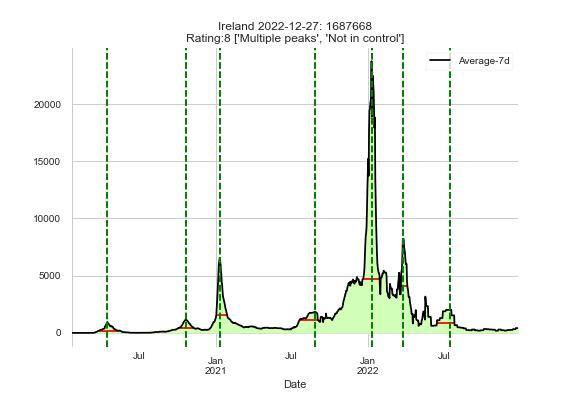 Ireland 2022-12-27: 1687668
Rating:8 ['Multiple peaks', 'Not in control']
Average-7d
20000
15000
10000
5000
0
Jul
Jan
2021
Jul
Jan
2022
Jul
Date